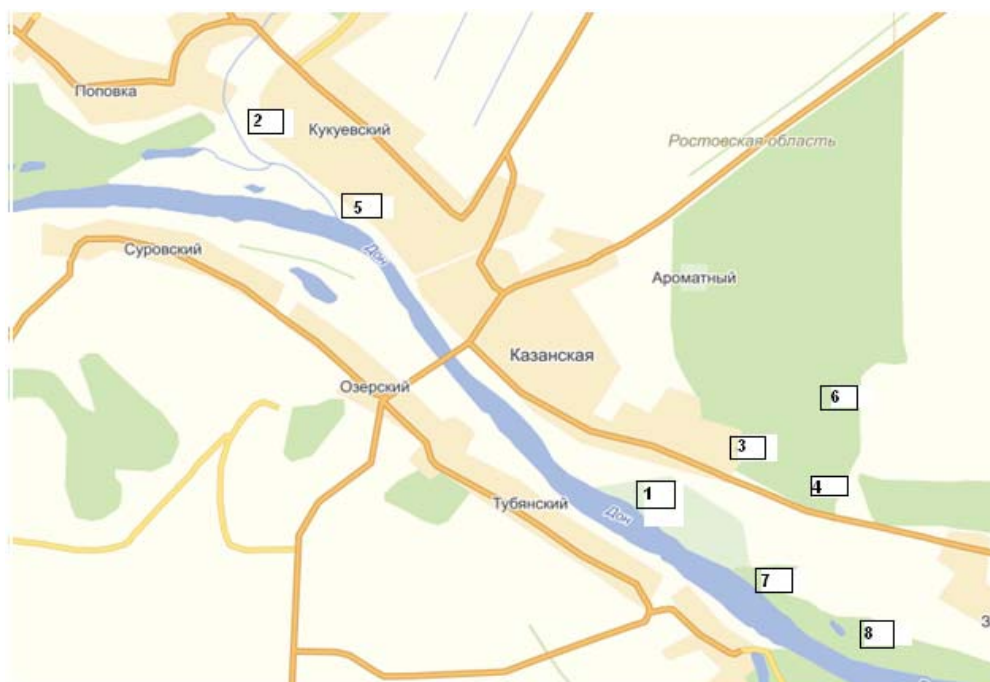 Поповка
2
Кукуевский
Ростовская область
5
Суровский
Дон
Ароматный
Казанская
Озерский
6
3
4
1
Тубянский
Дон
7
8
З